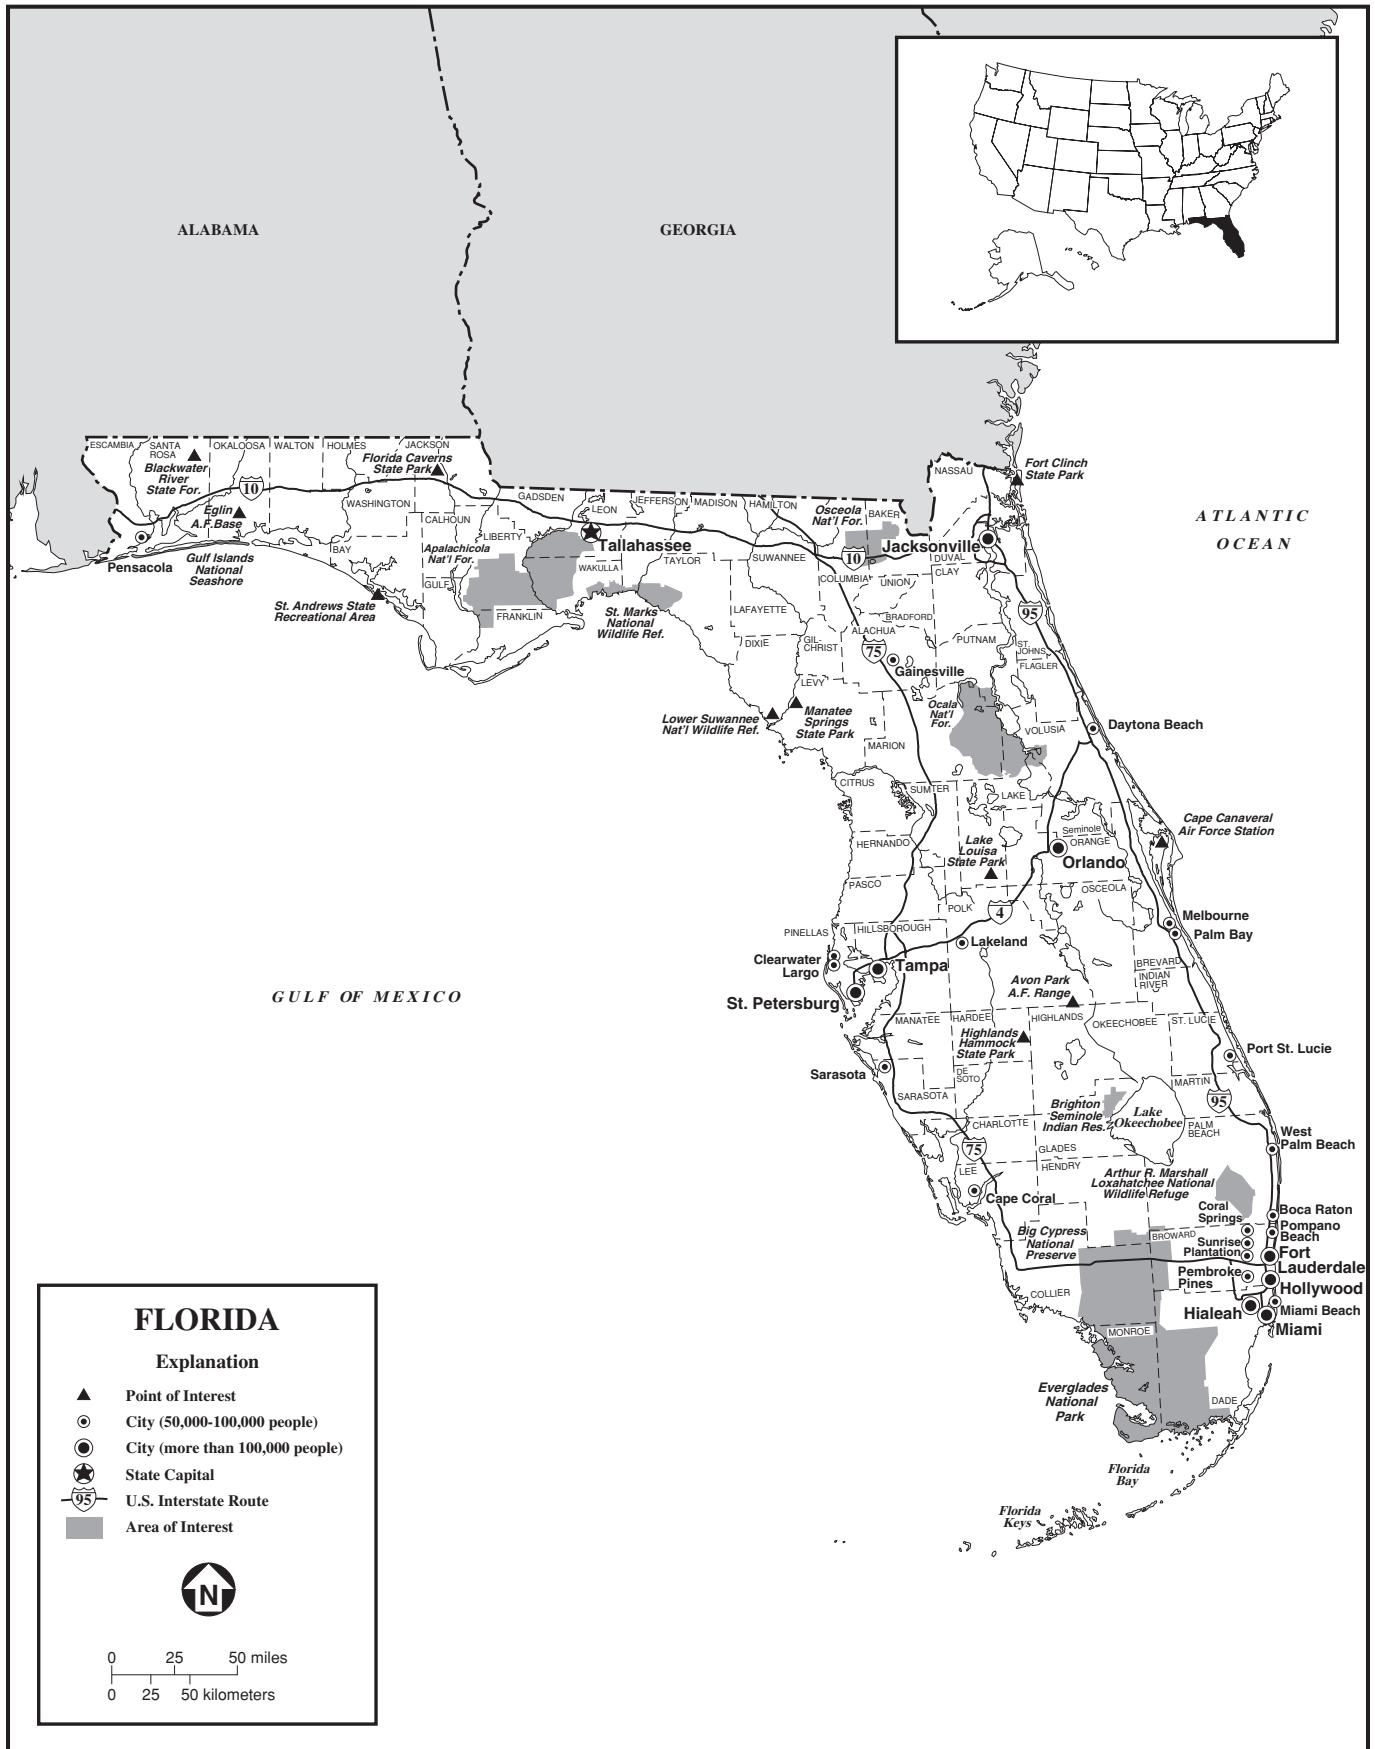 ALABAMA
GEORGIA
ATLANTIC
OCEAN
GULF OF MEXICO
ESCAMBIA
SANTA
ROSA
OKALOOSA
WALTON
HOLMES
JACKSON
Blackwater
River
State For.
Florida Caverns
State Park
10
Eglin
A.F.Base
WASHINGTON
CALHOUN
GADSDEN
LEON
JEFFERSON
MADISON
HAMILTON
Osceola
Nat'l For.
BAKER
NASSAU
Fort Clinch
State Park
Pensacola
Gulf Islands
National
Seashore
BAY
LIBERTY
Apalachicola
Nat'l For.
GULF
Tallahassee
WAKULLA
TAYLOR
SUWANNEE
10
Jacksonville
DUVAL
COLUMBIA
UNION
CLAY
St. Andrews State
Recreational Area
FRANKLIN
St. Marks
National
Wildlife Ref.
LAFAYETTE
DIXIE
GIL-
CHRIST
ALACHUA
BRADFORD
PUTNAM
ST.
JOHNS
FLAGLER
95
75
Gainesville
LEVY
Lower Suwannee
Nat'l Wildlife Ref.
Manatee
Springs
State Park
Ocala
Nat'l
For.
MARION
VOLUSIA
Daytona Beach
CITRUS
SUMTER
LAKE
HERNANDO
Lake
Louisa
State Park
Seminole
ORANGE
Orlando
Cape Canaveral
Air Force Station
PASCO
OSCEOLA
POLK
4
PINELLAS
HILLSBOROUGH
Clearwater
Largo
Tampa
Lakeland
Melbourne
Palm Bay
BREVARD
INDIAN
RIVER
St. Petersburg
Avon Park
A.F. Range
MANATEE
HARDEE
HIGHLANDS
OKEECHOBEE
ST. LUCIE
Highlands
Hammock
State Park
Port St. Lucie
Sarasota
DE
SOTO
SARASOTA
MARTIN
95
Brighton
Seminole
Indian Res.
Lake
Okeechobee
CHARLOTTE
PALM
BEACH
West
Palm Beach
75
GLADES
HENDRY
LEE
Arthur R. Marshall
Loxahatchee National
Wildlife Refuge
Cape Coral
Coral
Springs
Boca Raton
Pompano
Beach
Big Cypress
National
Preserve
BROWARD
Sunrise
Plantation
Fort
Lauderdale
Pembroke
Pines
Hollywood
COLLIER
Hialeah
Miami Beach
Miami
MONROE
Everglades
National
Park
DADE
Florida
Bay
Florida
Keys
FLORIDA
Explanation
Point of Interest
City (50,000-100,000 people)
City (more than 100,000 people)
State Capital
95
U.S. Interstate Route
Area of Interest
N
0 25 50 miles
0 25 50 kilometers